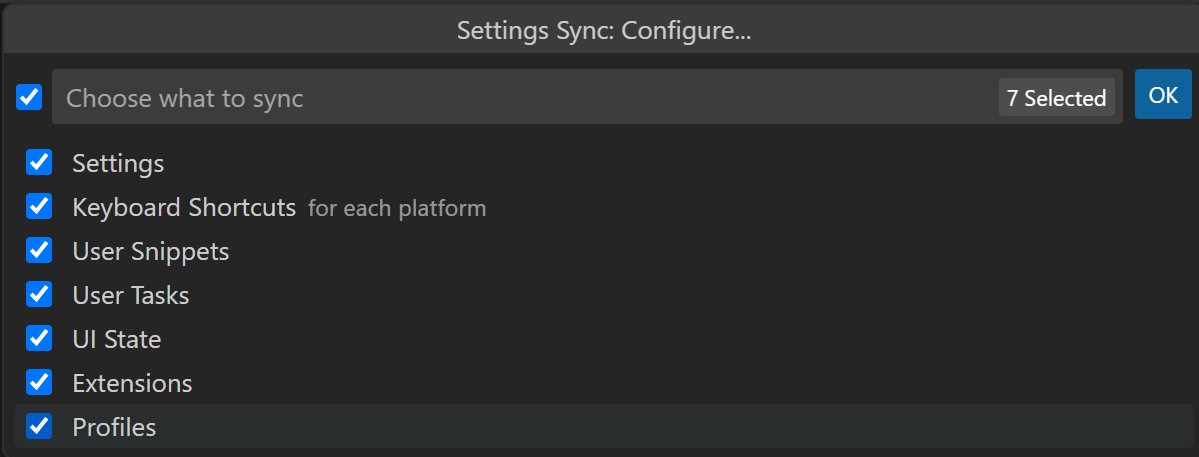 Settings Sync: Configure...
Choose what to sync 7 Selected OK
Settings
Keyboard Shortcuts for each platform
User Snippets
User Tasks
UI State
Extensions
Profiles